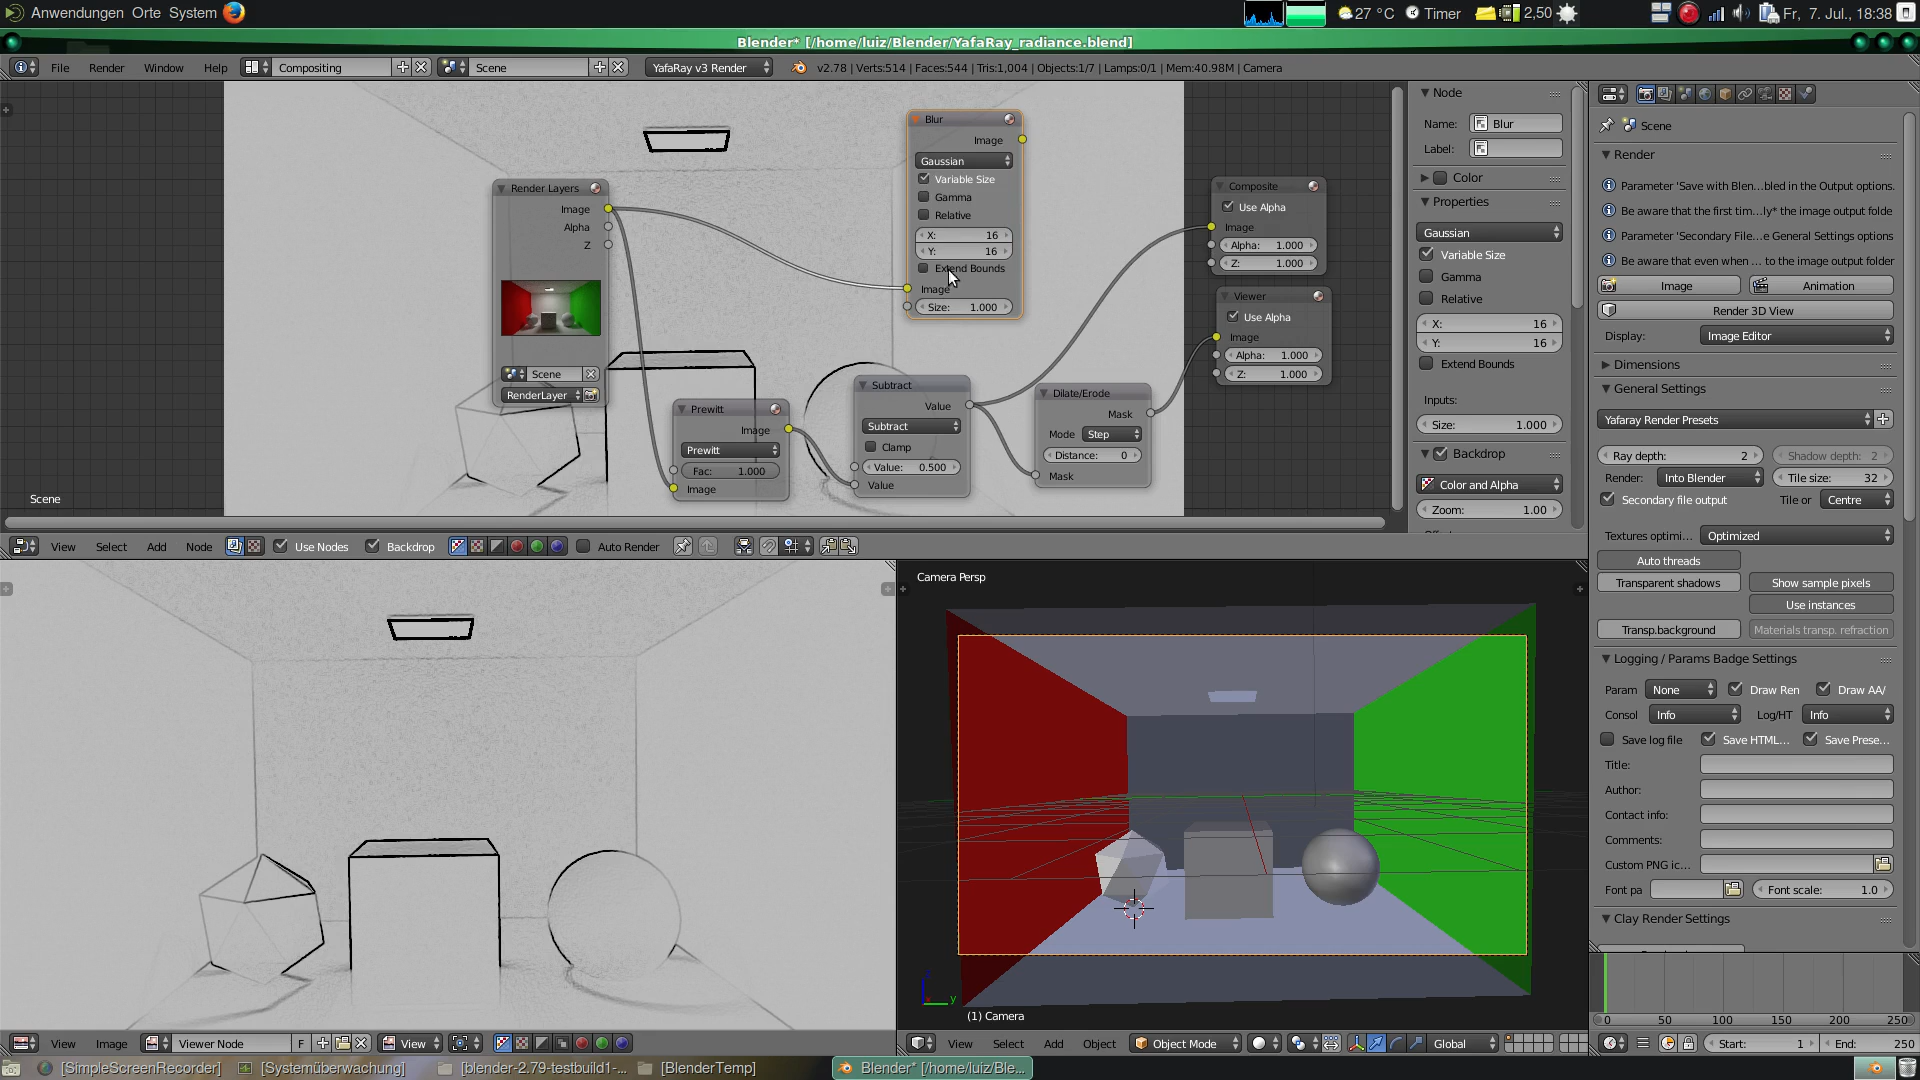 Anwendungen Orte System 27 °C Timer 2,50 Fr, 7. Jul., 18:38
Blender* [/home/luiz/Blender/YafaRay_radiance.blend]
File Render Window Help Compositing Scene YafaRay v3 Render v2.78 | Verts:514 | Faces:544 | Tris:1,004 | Objects:1/7 | Lamps:0/1 | Mem:40.98M | Camera
Render Layers
Image
Alpha
Z
Scene
RenderLayer
Prewitt
Image
Prewitt
Fac: 1.000
Image
Blur
Image
Gaussian
Variable Size
Gamma
Relative
X: 16
Y: 16
Extend Bounds
Image
Size: 1.000
Subtract
Value
Subtract
Clamp
Value: 0.500
Value
Dilate/Erode
Mask
Mode Step
Distance: 0
Mask
Composite
Use Alpha
Image
Alpha: 1.000
Z: 1.000
Viewer
Use Alpha
Image
Alpha: 1.000
Z: 1.000
Scene
Node
Name: Blur
Label:
Color
Properties
Gaussian
Variable Size
Gamma
Relative
X: 16
Y: 16
Extend Bounds
Inputs:
Size: 1.000
Backdrop
Color and Alpha
Zoom: 1.00
View Select Add Node Use Nodes Backdrop Auto Render
Scene
Render
Parameter 'Save with Blen...bled in the Output options.
Be aware that the first tim...ly* the image output folde
Parameter 'Secondary File...e General Settings options
Be aware that even when ... to the image output folder
Image Animation
Render 3D View
Display: Image Editor
Dimensions
General Settings
Yafaray Render Presets
Ray depth: 2 Shadow depth: 2
Render: Into Blender Tile size: 32
Secondary file output Tile or Centre
Textures optimi... Optimized
Auto threads
Transparent shadows Show sample pixels
Use instances
Transp.background Materials transp. refraction
Logging / Params Badge Settings
Param None Draw Ren Draw AA/
Consol Info Log/HT Info
Save log file Save HTML... Save Prese...
Title:
Author:
Contact info:
Comments:
Custom PNG ic...
Font pa Font scale: 1.0
Clay Render Settings
0 50 100 150 200 250
Start: 1 End: 250
Camera Persp
y
(1) Camera
View Image Viewer Node F View
View Select Add Object Object Mode Global
[SimpleScreenRecorder] [Systemüberwachung] [blender-2.79-testbuild1-... [BlenderTemp] Blender* [/home/luiz/Ble...